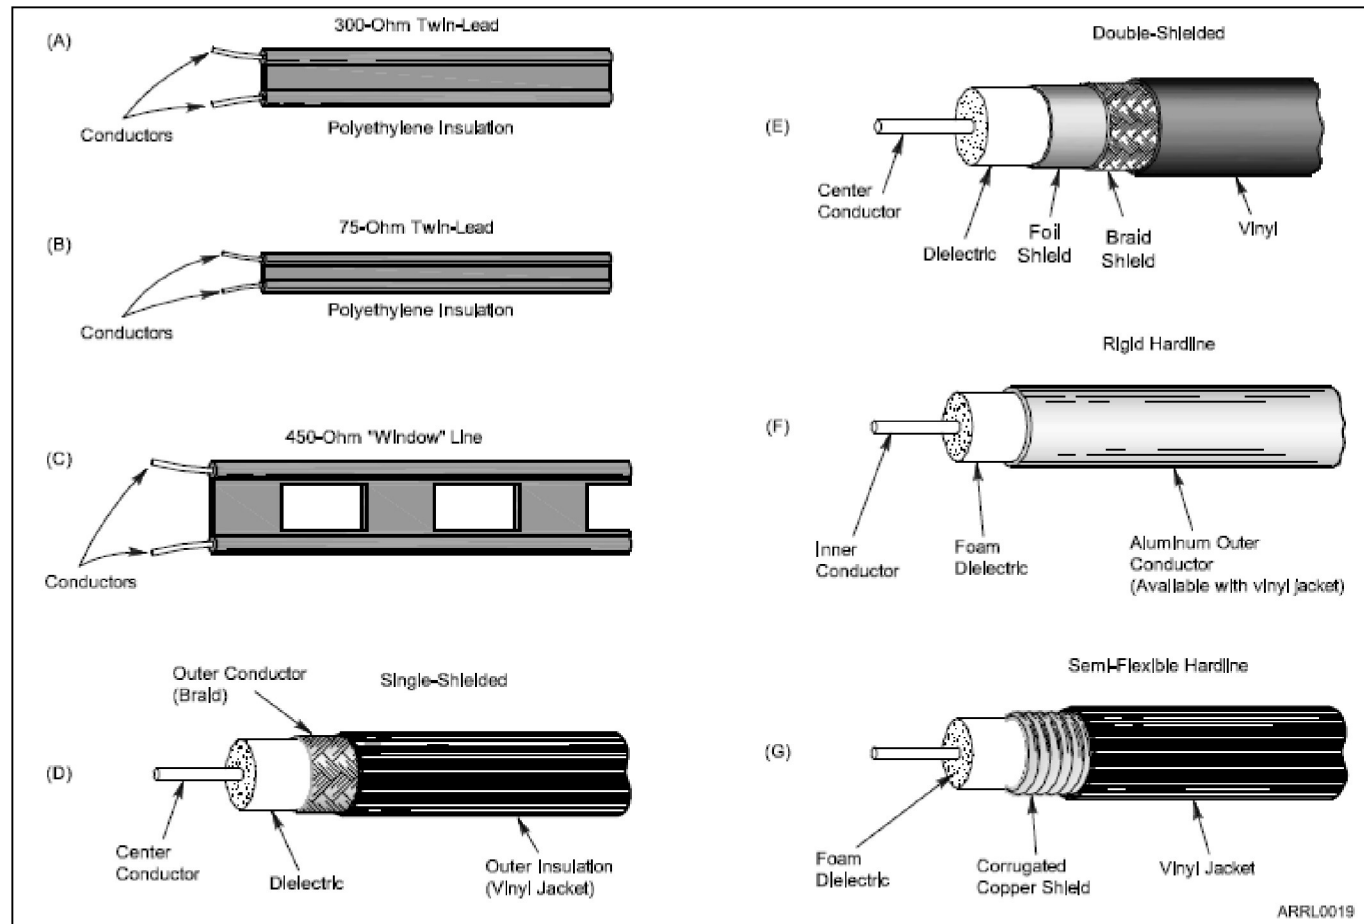 (A)
300-Ohm Twin-Lead
Conductors
Polyethylene Insulation
(B)
75-Ohm Twin-Lead
Conductors
Polyethylene Insulation
(C)
450-Ohm "Window" Line
Conductors
(D)
Outer Conductor
(Braid)
Single-Shielded
Center
Conductor
Dielectric
Outer Insulation
(Vinyl Jacket)
(E)
Double-Shielded
Center
Conductor
Dielectric
Foil
Shield
Braid
Shield
Vinyl
(F)
Rigid Hardline
Inner
Conductor
Foam
Dielectric
Aluminum Outer
Conductor
(Available with vinyl jacket)
(G)
Semi-Flexible Hardline
Foam
Dielectric
Corrugated
Copper Shield
Vinyl Jacket
ARRL0019